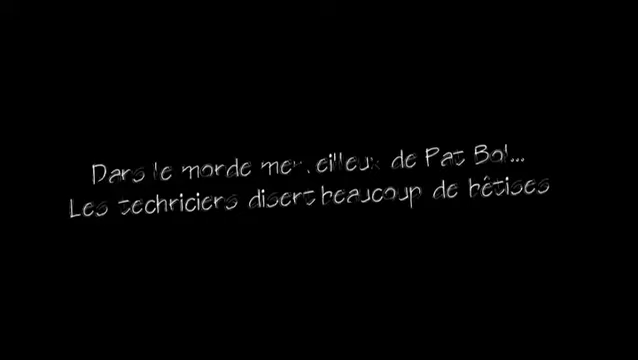 Dans le monde merveilleux de Pat Bol...
Les techniciens disent beaucoup de bêtises